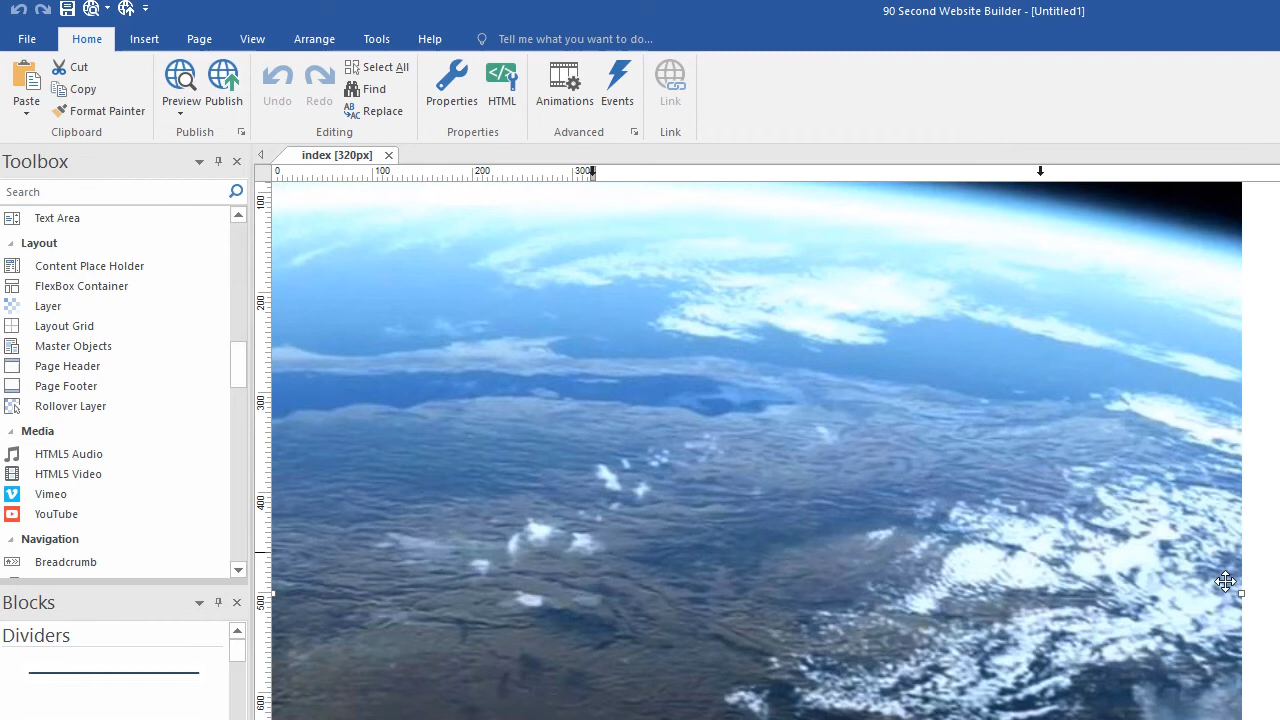 90 Second Website Builder - [Untitled1]
File Home Insert Page View Arrange Tools Help Tell me what you want to do...
Paste
Cut
Copy
Format Painter
Clipboard
Preview Publish
Publish
Undo Redo
Select All
Find
Replace
Editing
Properties HTML
Properties
Animations Events
Advanced
Link
Link
Toolbox
index [320px]
Search
0 100 200 300
100
200
300
400
500
600
Text Area
Layout
Content Place Holder
FlexBox Container
Layer
Layout Grid
Master Objects
Page Header
Page Footer
Rollover Layer
Media
HTML5 Audio
HTML5 Video
Vimeo
YouTube
Navigation
Breadcrumb
Blocks
Dividers